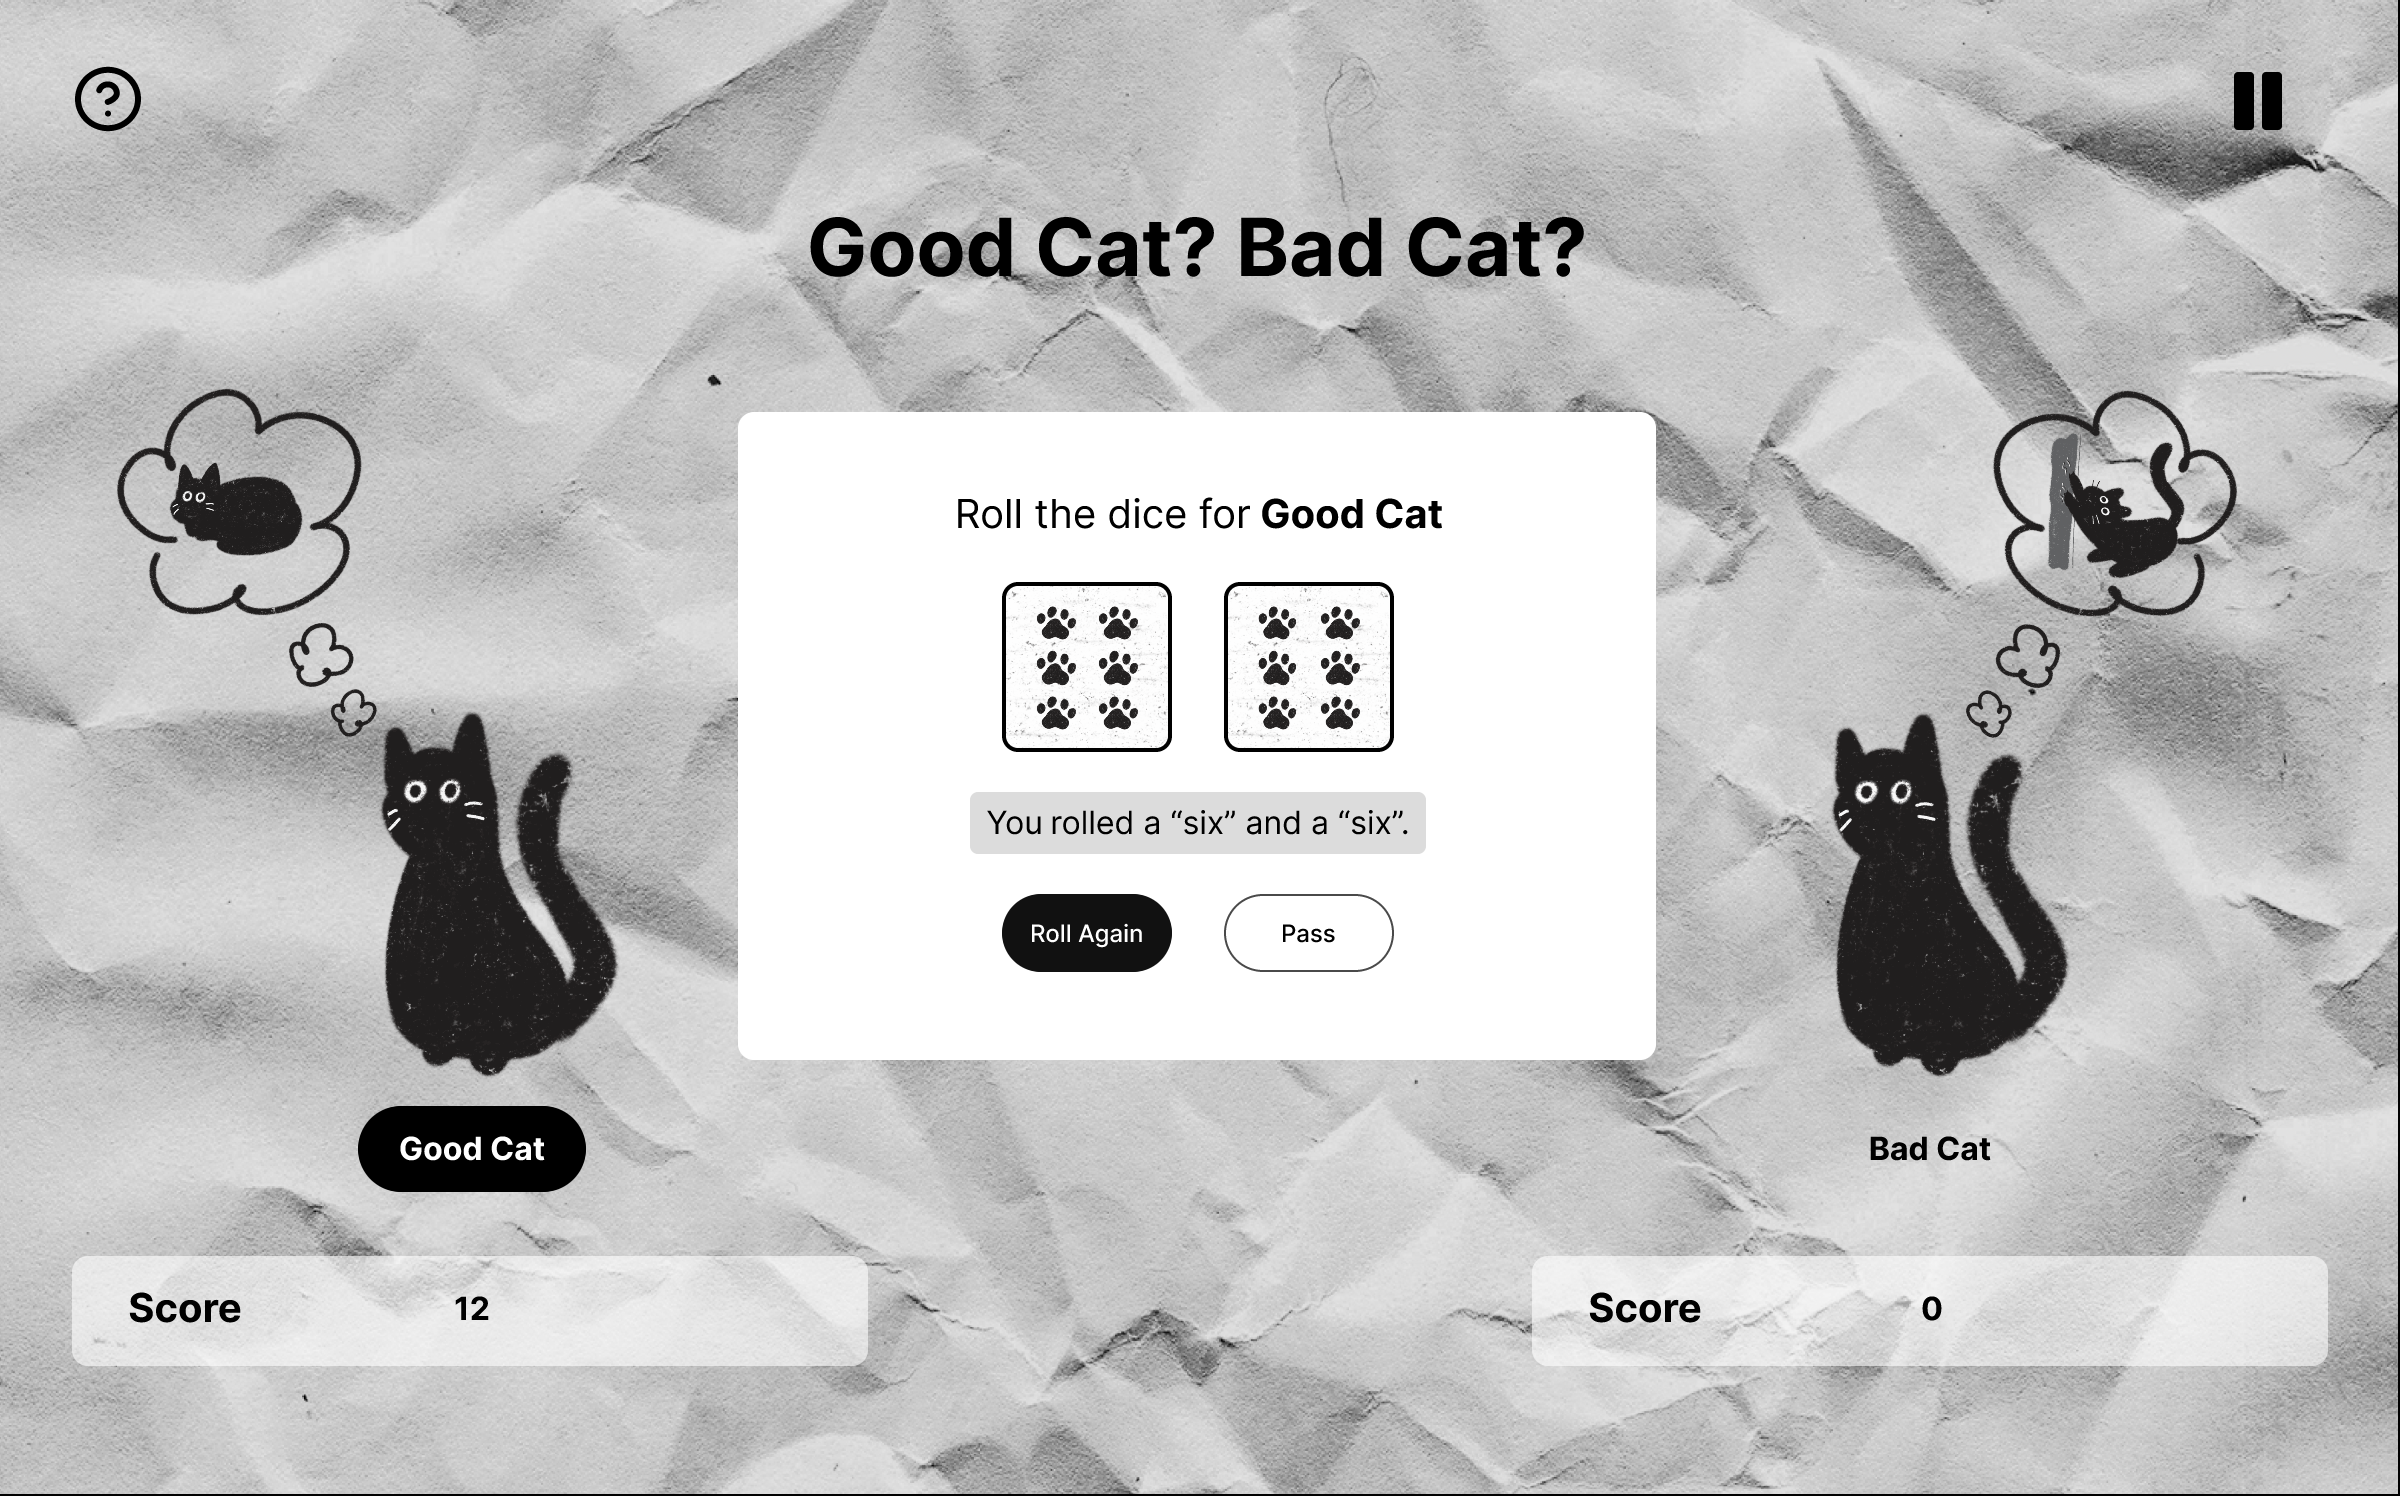 ?
Good Cat? Bad Cat?
Roll the dice for Good Cat
You rolled a “six” and a “six”.
Roll Again
Pass
Good Cat
Bad Cat
Score 12
Score 0